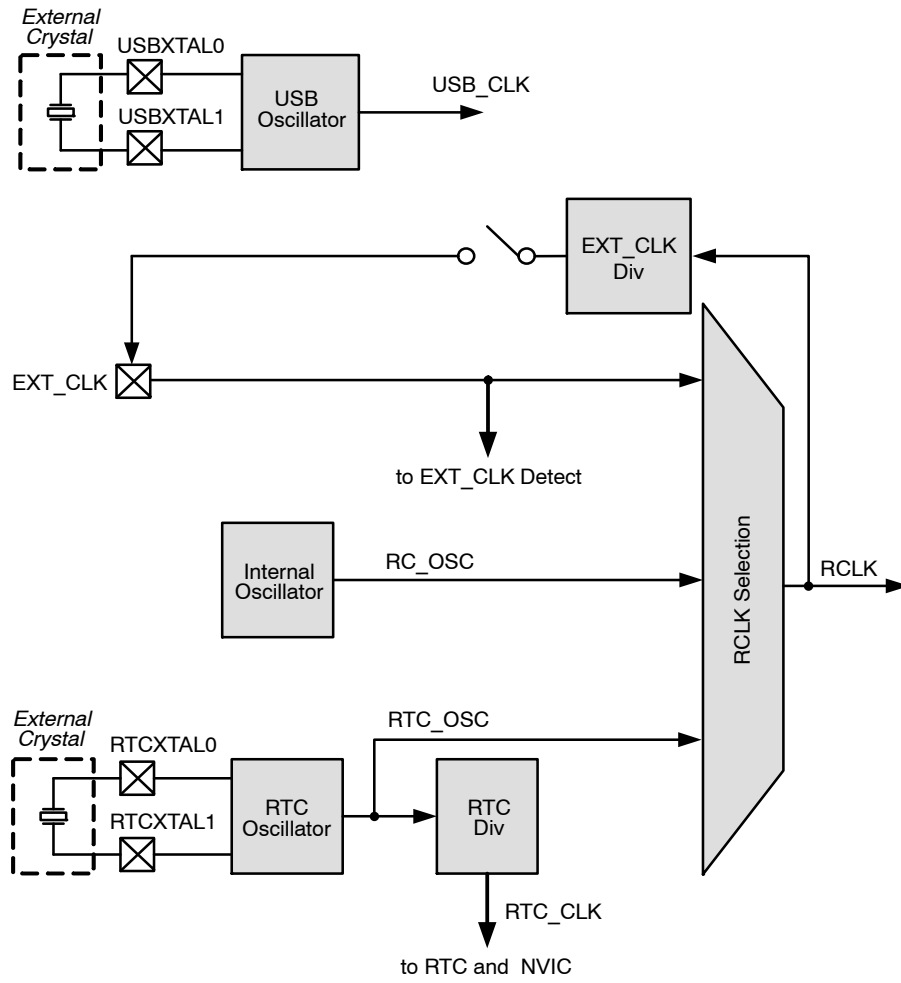 External
Crystal
USBXTAL0
USBXTAL1
USB
Oscillator
USB_CLK
EXT_CLK
Div
EXT_CLK
to EXT_CLK Detect
Internal
Oscillator
RC_OSC
RCLK Selection
RCLK
External
Crystal
RTCXTAL0
RTCXTAL1
RTC
Oscillator
RTC_OSC
RTC
Div
RTC_CLK
to RTC and NVIC